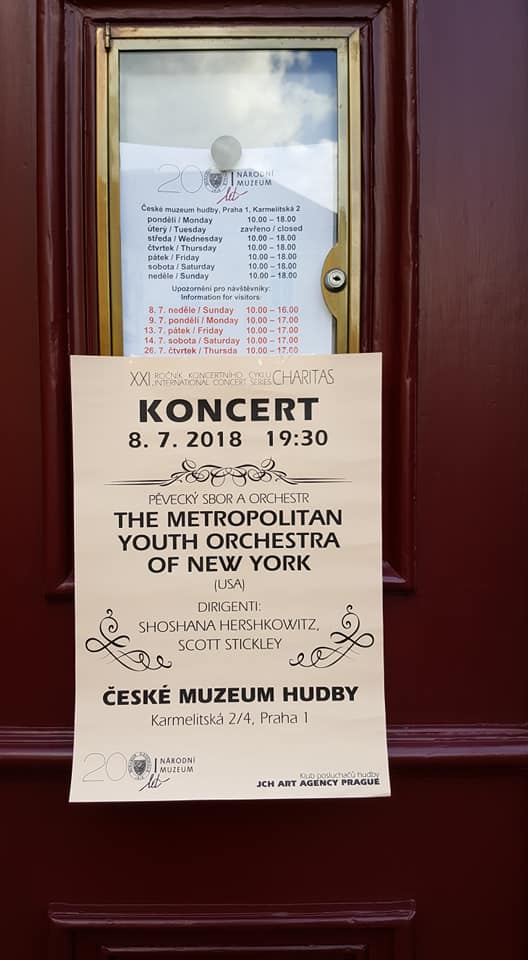 200 let NÁRODNÍ
MUZEUM
České muzeum hudby, Praha 1, Karmelitská 2
pondělí / Monday 10.00 – 18.00
úterý / Tuesday zavřeno / closed
středa / Wednesday 10.00 – 18.00
čtvrtek / Thursday 10.00 – 18.00
pátek / Friday 10.00 – 18.00
sobota / Saturday 10.00 – 18.00
neděle / Sunday 10.00 – 18.00
Upozornění pro návštěvníky:
Information for visitors:
8. 7. neděle / Sunday 10.00 – 16.00
9. 7. pondělí / Monday 10.00 – 17.00
13. 7. pátek / Friday 10.00 – 17.00
14. 7. sobota / Saturday 10.00 – 17.00
26. 7. čtvrtek / Thursda 10.00 – 17.00
XXI. ROČNÍK KONCERTNÍHO CYKLU
INTERNATIONAL CONCERT SERIES CHARITAS
KONCERT
8. 7. 2018 19:30
PĚVECKÝ SBOR A ORCHESTR
THE METROPOLITAN
YOUTH ORCHESTRA
OF NEW YORK
(USA)
DIRIGENTI:
SHOSHANA HERSHKOWITZ,
SCOTT STICKLEY
ČESKÉ MUZEUM HUDBY
Karmelitská 2/4, Praha 1
200 let NÁRODNÍ
MUZEUM
Klub posluchačů hudby
JCH ART AGENCY PRAGUE